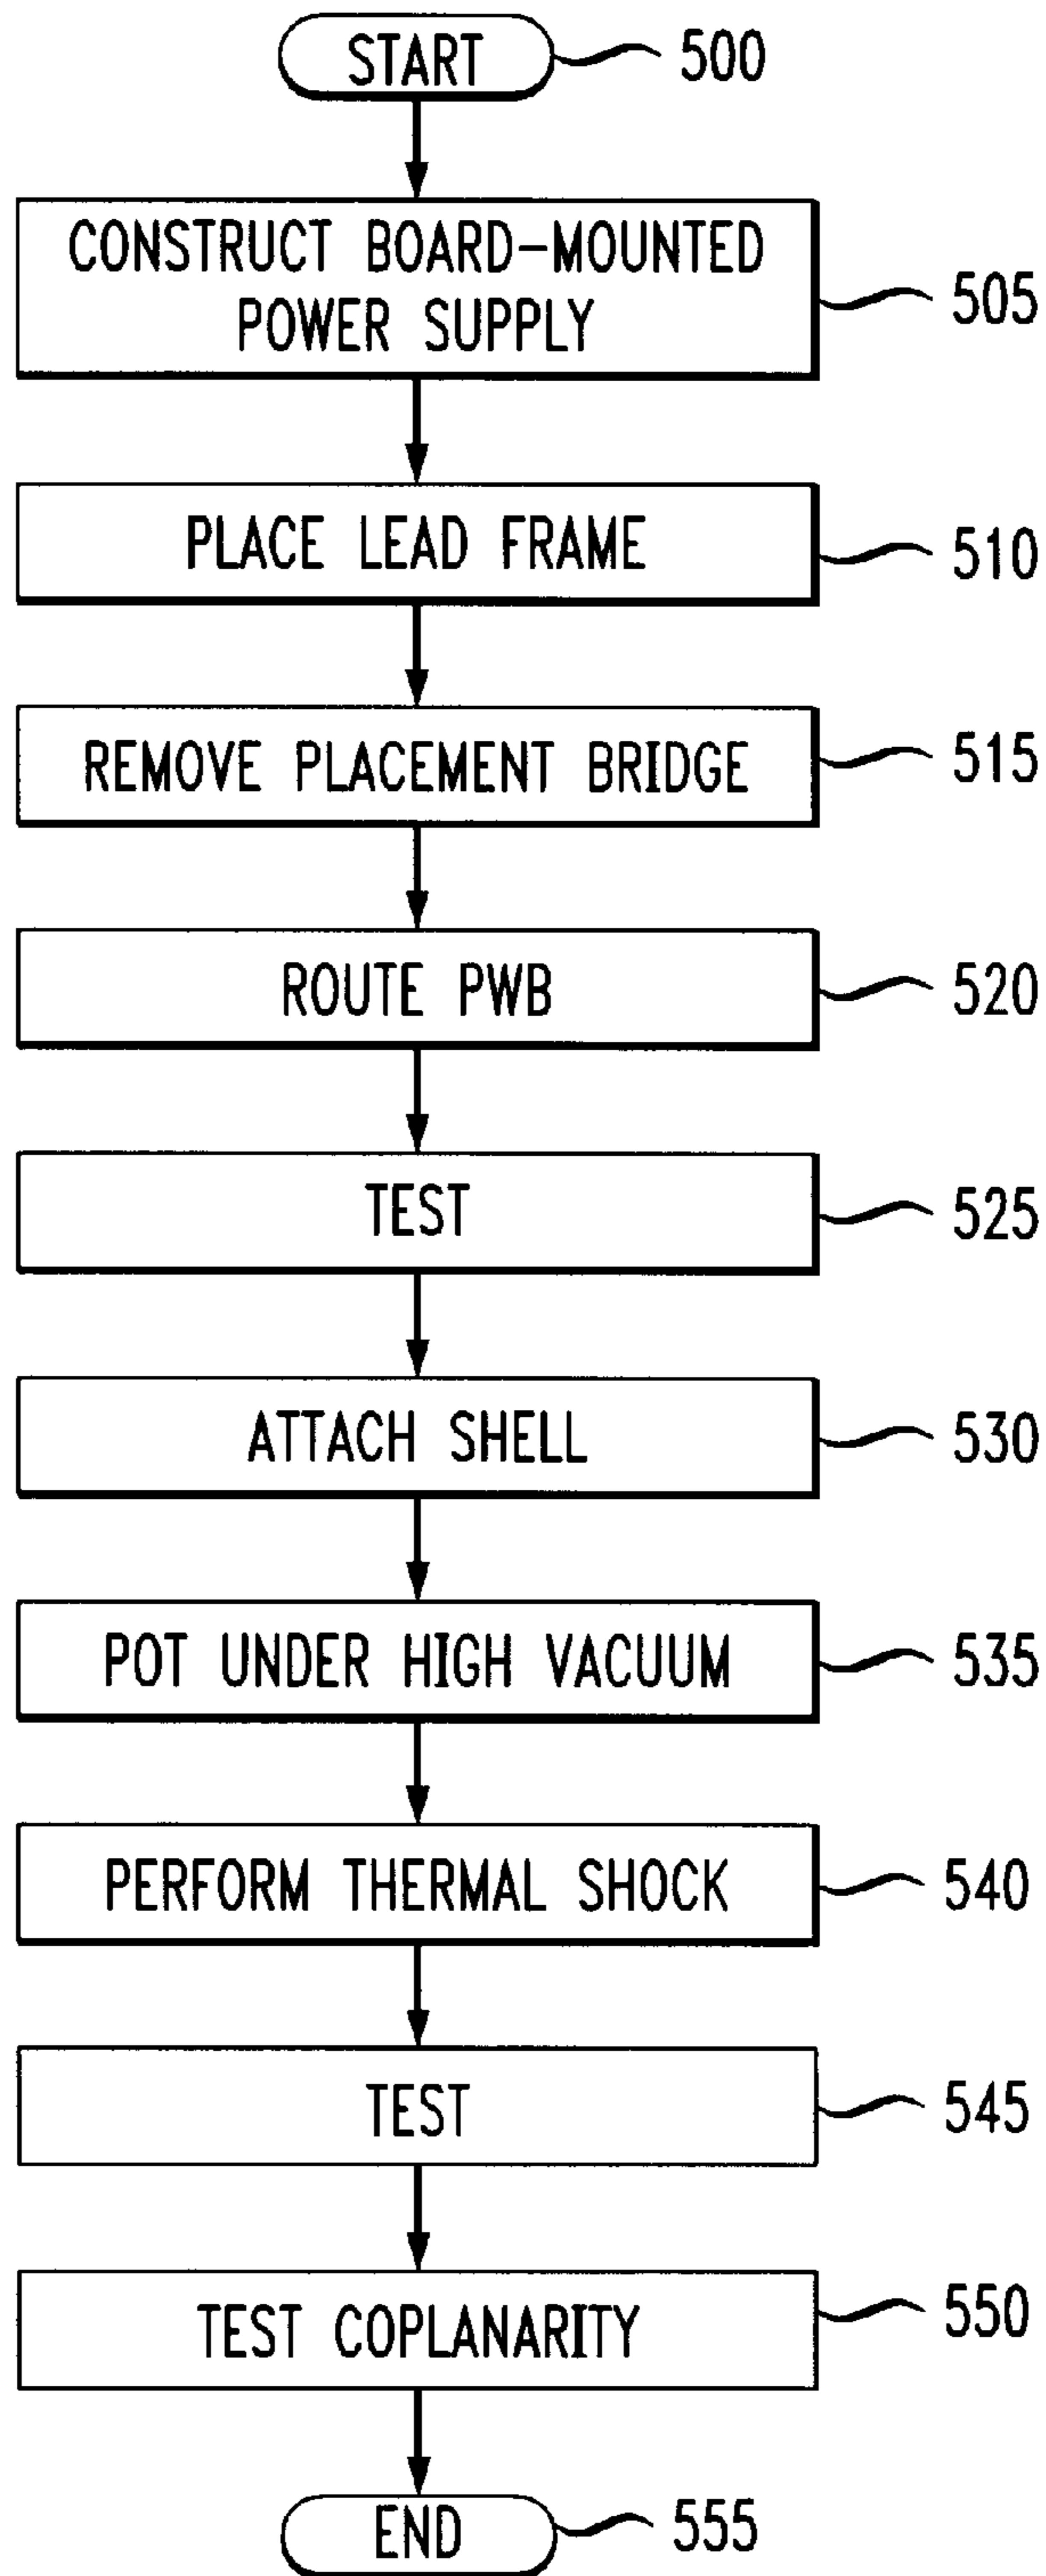 START 500
CONSTRUCT BOARD-MOUNTED
POWER SUPPLY
505
PLACE LEAD FRAME 510
REMOVE PLACEMENT BRIDGE 515
ROUTE PWB 520
TEST 525
ATTACH SHELL 530
POT UNDER HIGH VACUUM 535
PERFORM THERMAL SHOCK 540
TEST 545
TEST COPLANARITY 550
END 555